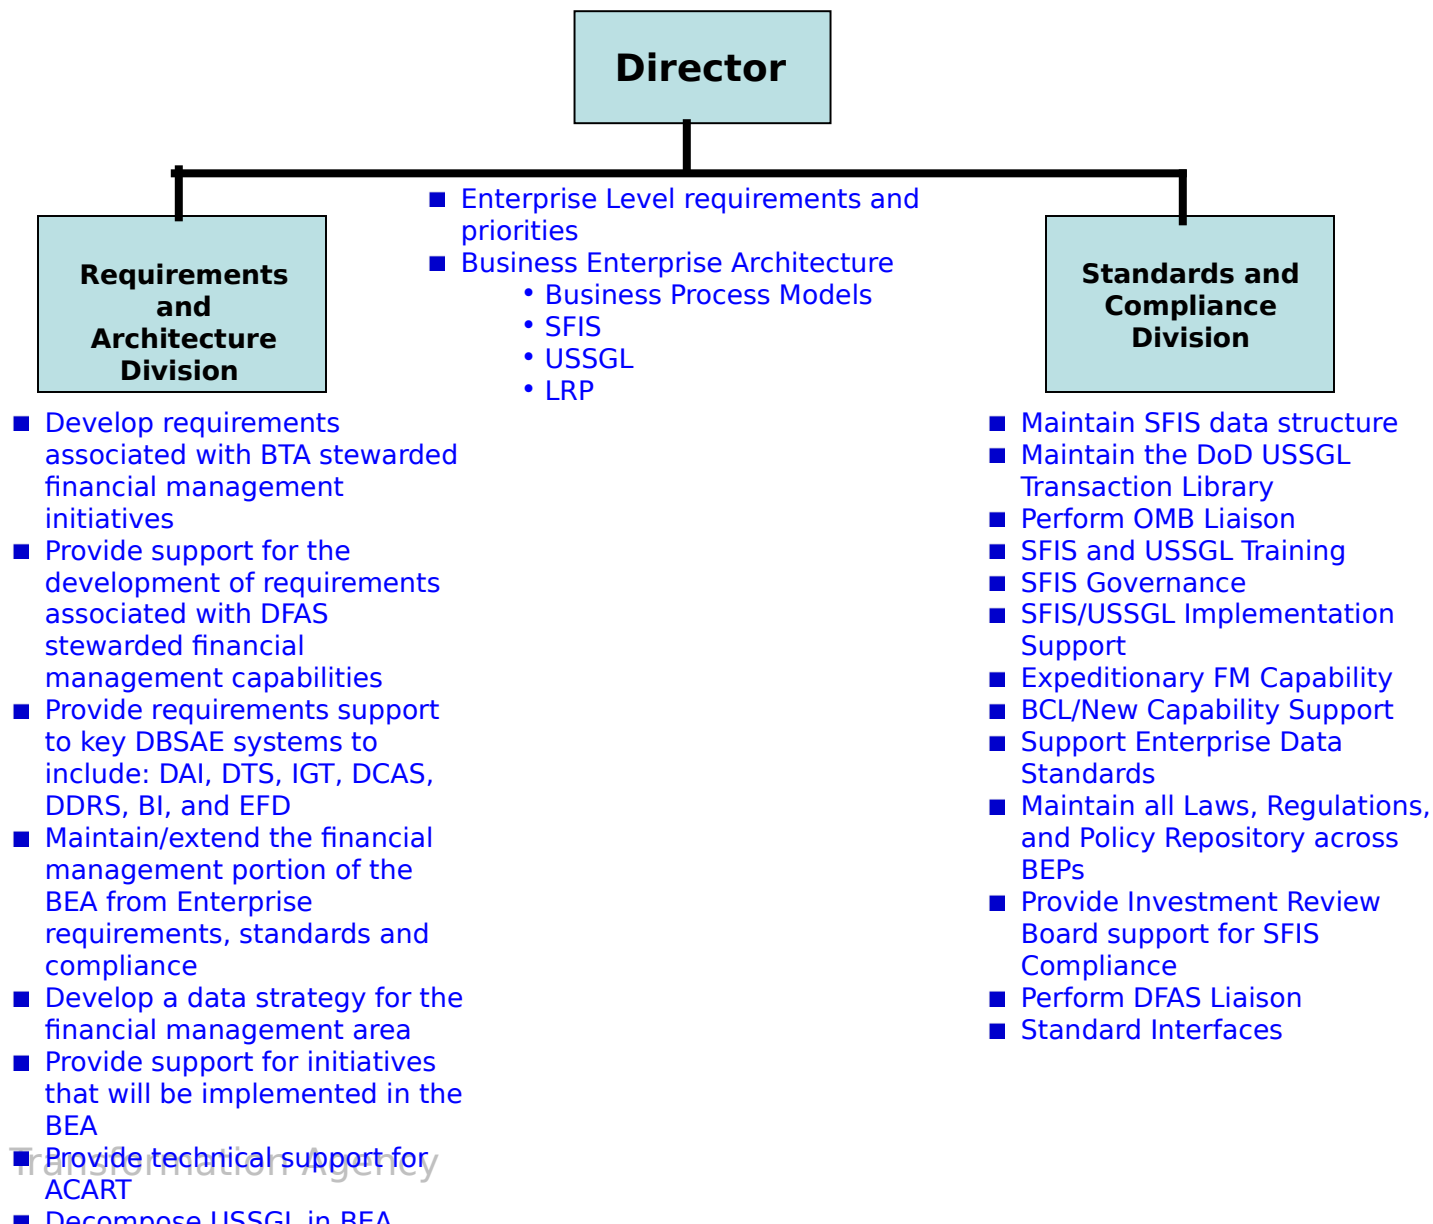 Director
Enterprise Level requirements and
priorities
Business Enterprise Architecture
• Business Process Models
• SFIS
• USSGL
• LRP
Requirements
and
Architecture
Division
Develop requirements
associated with BTA stewarded
financial management
initiatives
Provide support for the
development of requirements
associated with DFAS
stewarded financial
management capabilities
Provide requirements support
to key DBSAE systems to
include: DAI, DTS, IGT, DCAS,
DDRS, BI, and EFD
Maintain/extend the financial
management portion of the
BEA from Enterprise
requirements, standards and
compliance
Develop a data strategy for the
financial management area
Provide support for initiatives
that will be implemented in the
BEA
Provide technical support for
ACART
Decompose USSGL in BEA
Transformation Agency
Standards and
Compliance
Division
Maintain SFIS data structure
Maintain the DoD USSGL
Transaction Library
Perform OMB Liaison
SFIS and USSGL Training
SFIS Governance
SFIS/USSGL Implementation
Support
Expeditionary FM Capability
BCL/New Capability Support
Support Enterprise Data
Standards
Maintain all Laws, Regulations,
and Policy Repository across
BEPs
Provide Investment Review
Board support for SFIS
Compliance
Perform DFAS Liaison
Standard Interfaces